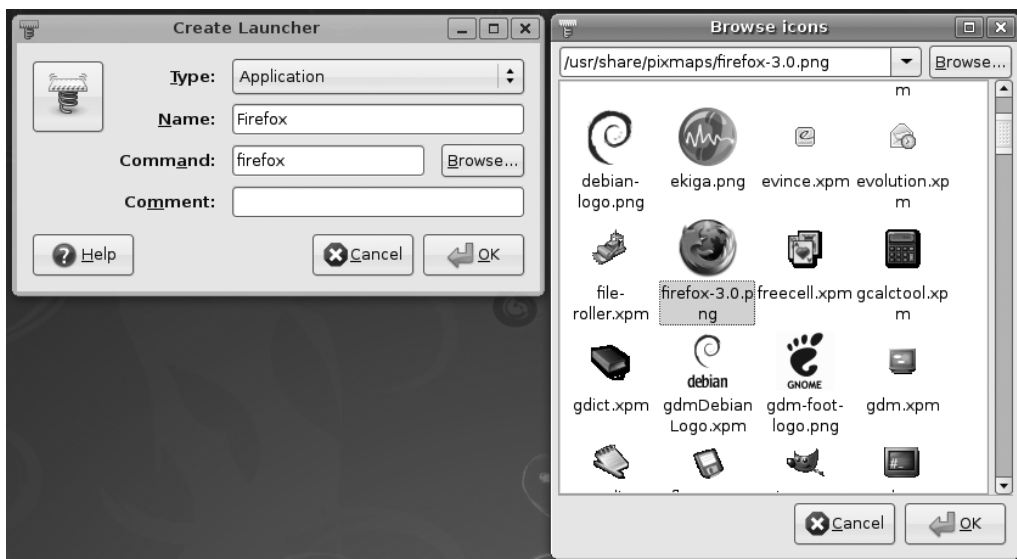 Create Launcher
Type:
Application
Name:
Firefox
Command:
firefox
Browse...
Comment:
Help
Cancel
OK
Browse icons
/usr/share/pixmaps/firefox-3.0.png
Browse...
m
debian-
logo.png
ekiga.png
evince.xpm
evolution.xp
m
file-
roller.xpm
firefox-3.0.p
ng
freecell.xpm
gcalctool.xp
m
gdict.xpm
debian
gdmDebian
Logo.xpm
GNOME
gdm-foot-
logo.png
gdm.xpm
#_
Cancel
OK